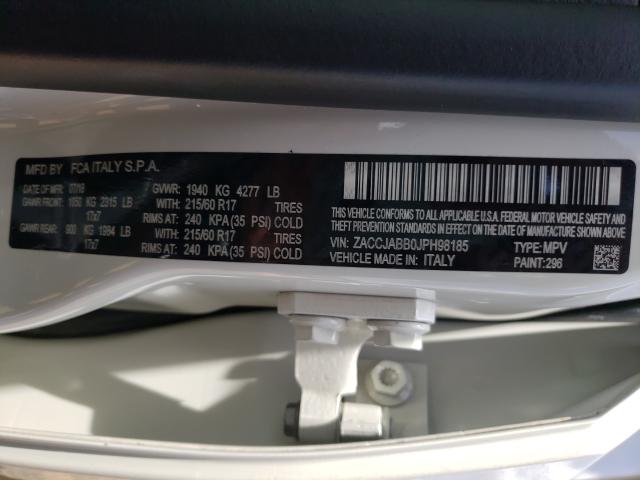 MFD BY FCA ITALY S.P.A.
DATE OF MFR 07/18 GVWR: 1940 KG 4277 LB
GAWR FRONT: 1050 KG 2315 LB WITH: 215/60 R17 TIRES
17x7 RIMS AT: 240 KPA(35 PSI) COLD
GAWR REAR: 900 KG 1984 LB WITH: 215/60 R17 TIRES
17x7 RIMS AT: 240 KPA(35 PSI) COLD
THIS VEHICLE CONFORMS TO ALL APPLICABLE U.S.A. FEDERAL MOTOR VEHICLE SAFETY AND
THEFT PREVENTION STANDARDS IN EFFECT ON THE DATE OF MANUFACTURE SHOWN ABOVE.
VIN: ZACCJABB0JPH98185 TYPE: MPV
VEHICLE MADE IN: ITALY PAINT: 296